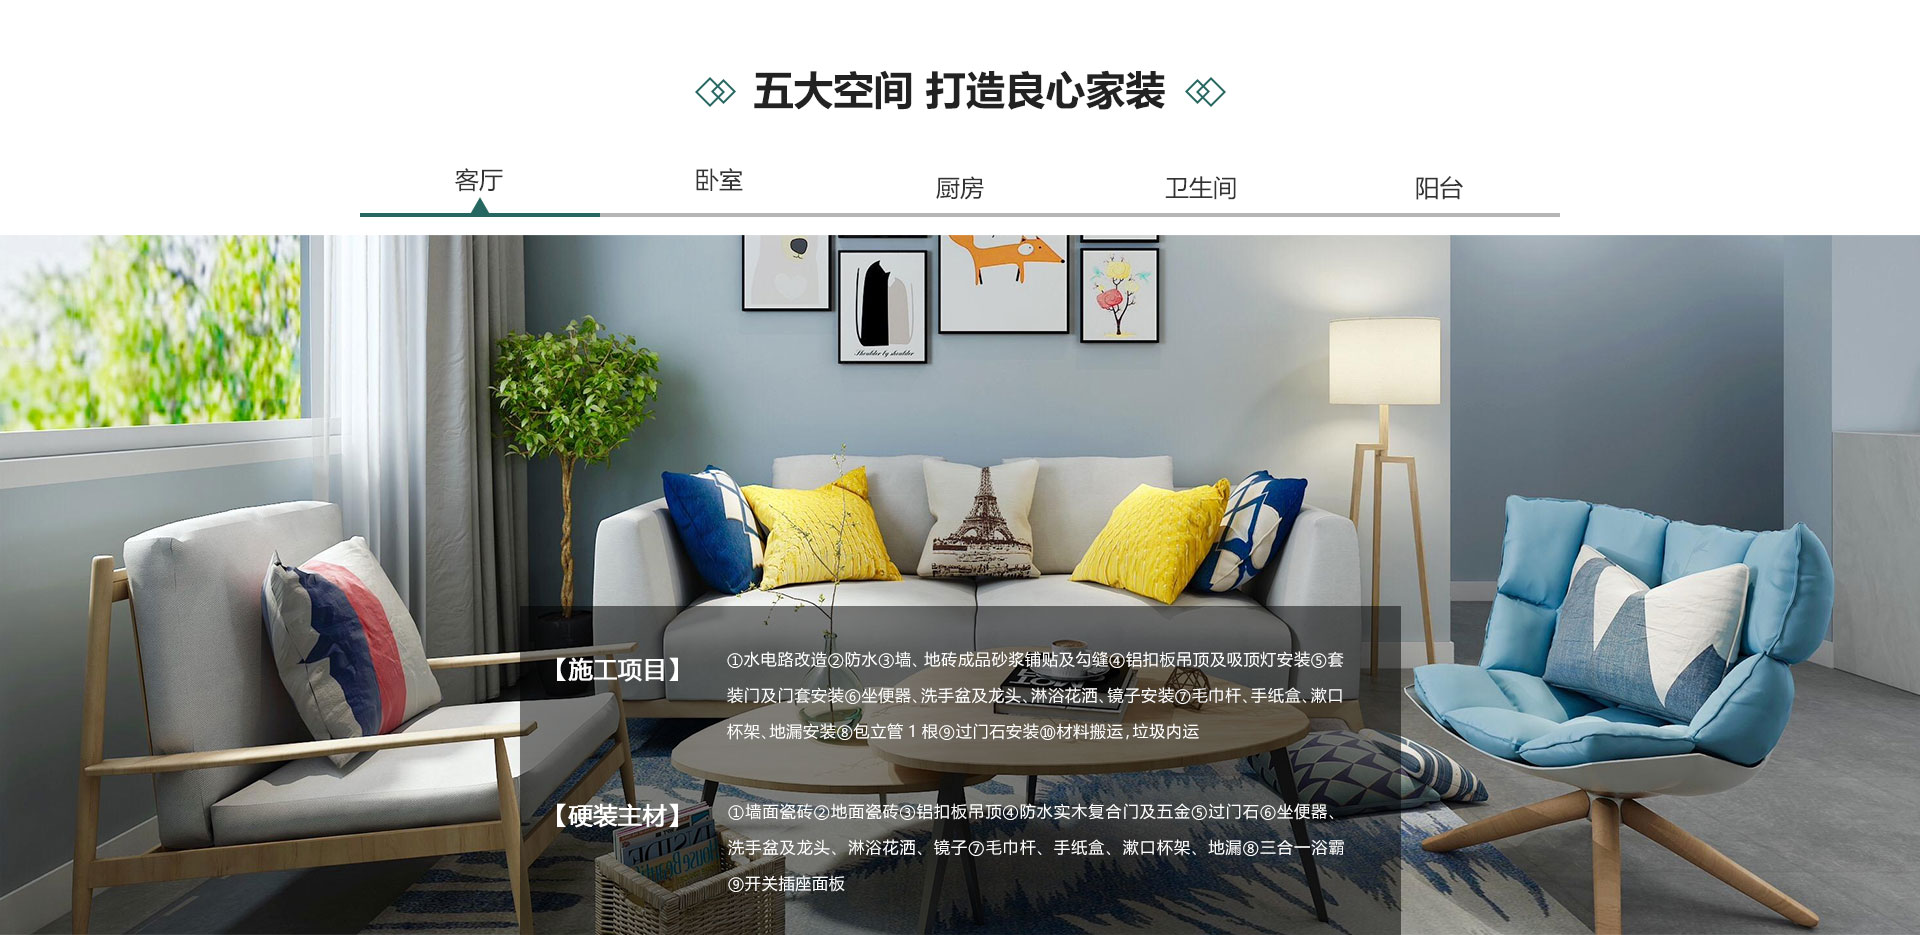 五大空间 打造良心家装
客厅
卧室
厨房
卫生间
阳台
Shoulder by shoulder
【施工项目】
①水电路改造②防水③墙、地砖成品砂浆铺贴及勾缝④铝扣板吊顶及吸顶灯安装⑤套
装门及门套安装⑥坐便器、洗手盆及龙头、淋浴花洒、镜子安装⑦毛巾杆、手纸盒、漱口
杯架、地漏安装⑧包立管1根⑨过门石安装⑩材料搬运,垃圾内运
【硬装主材】
①墙面瓷砖②地面瓷砖③铝扣板吊顶④防水实木复合门及五金⑤过门石⑥坐便器、
洗手盆及龙头、淋浴花洒、镜子⑦毛巾杆、手纸盒、漱口杯架、地漏⑧三合一浴霸
⑨开关插座面板